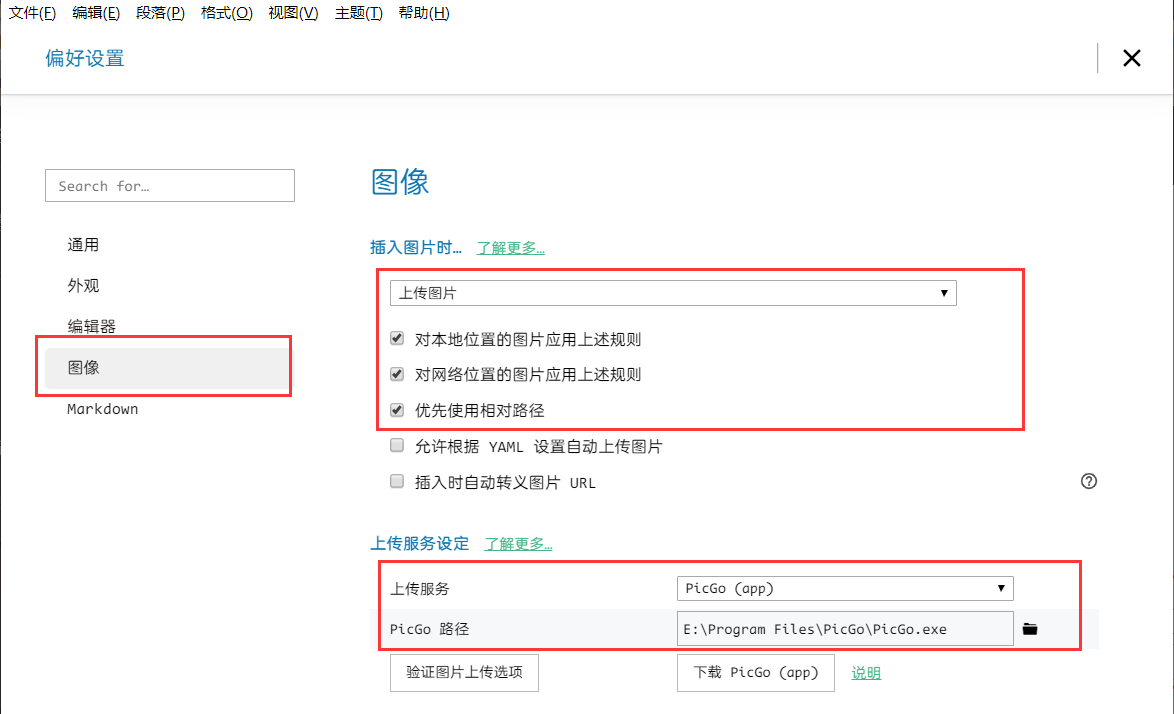 文件(F) 编辑(E) 段落(P) 格式(O) 视图(V) 主题(T) 帮助(H)
偏好设置
Search for…
通用
外观
编辑器
图像
Markdown
图像
插入图片时… 了解更多…
上传图片
对本地位置的图片应用上述规则
对网络位置的图片应用上述规则
优先使用相对路径
允许根据 YAML 设置自动上传图片
插入时自动转义图片 URL
上传服务设定 了解更多…
上传服务 PicGo (app)
PicGo 路径 E:\Program Files\PicGo\PicGo.exe
验证图片上传选项 下载 PicGo (app) 说明